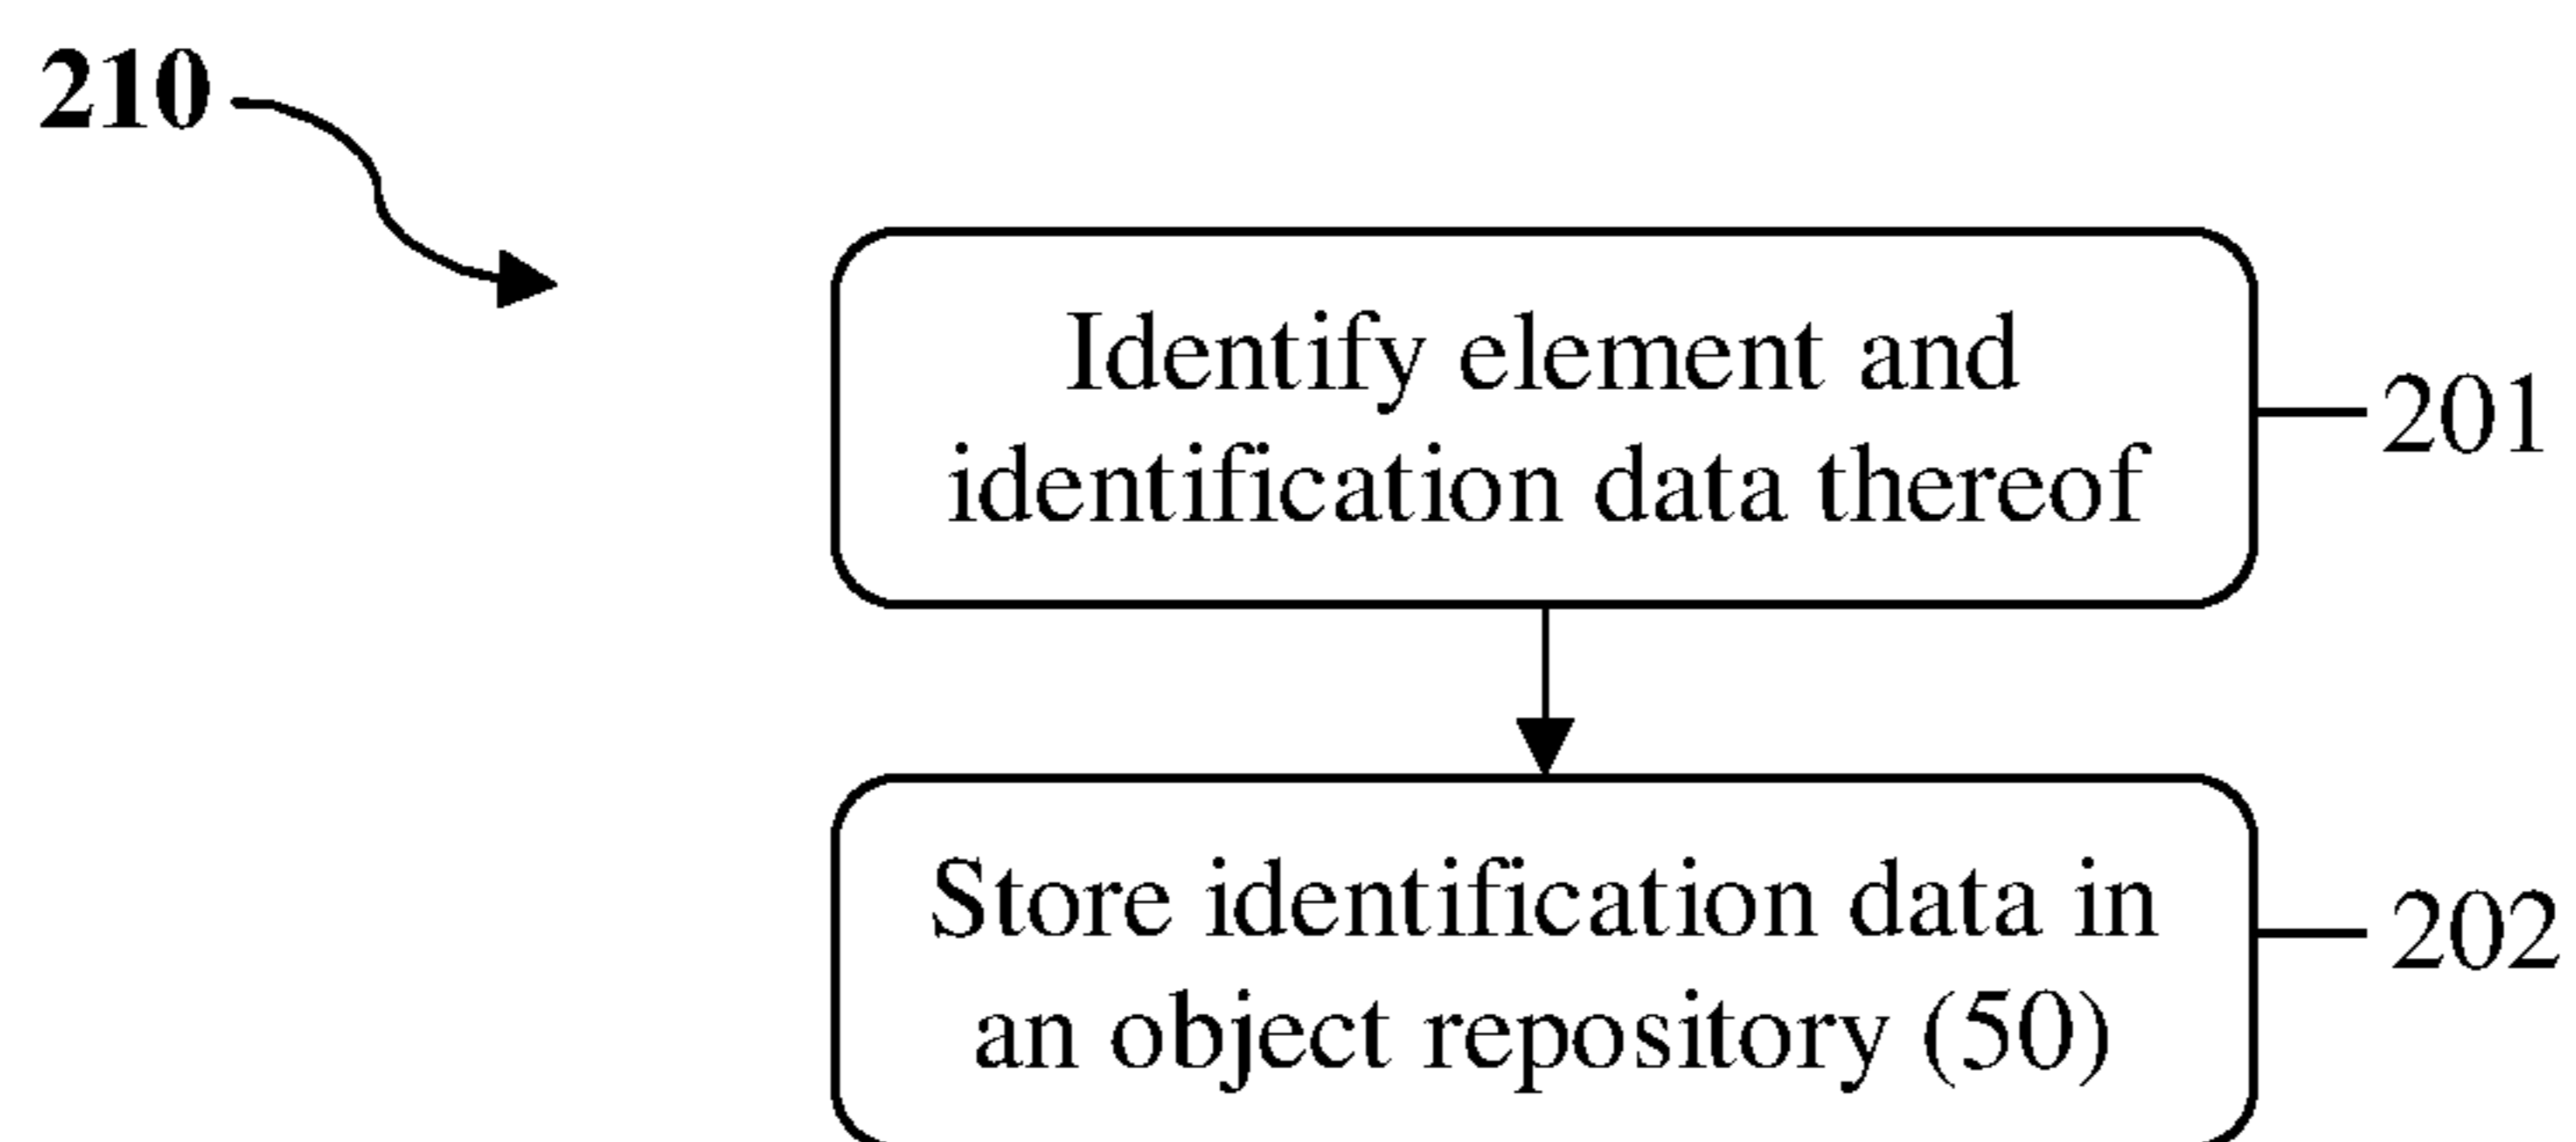 210
Identify element and
identification data thereof
201
Store identification data in
an object repository (50)
202